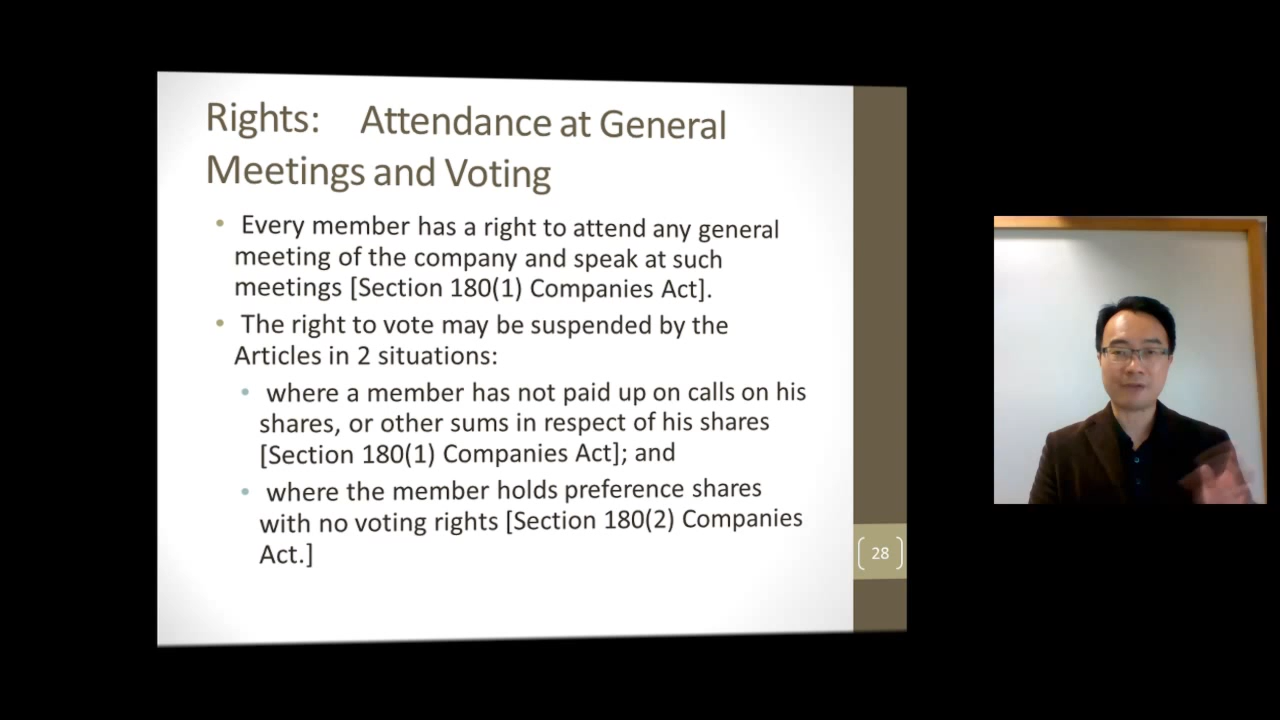 Rights: Attendance at General
Meetings and Voting
• Every member has a right to attend any general
meeting of the company and speak at such
meetings [Section 180(1) Companies Act].
• The right to vote may be suspended by the
Articles in 2 situations:
• where a member has not paid up on calls on his
shares, or other sums in respect of his shares
[Section 180(1) Companies Act]; and
• where the member holds preference shares
with no voting rights [Section 180(2) Companies
Act.]
28